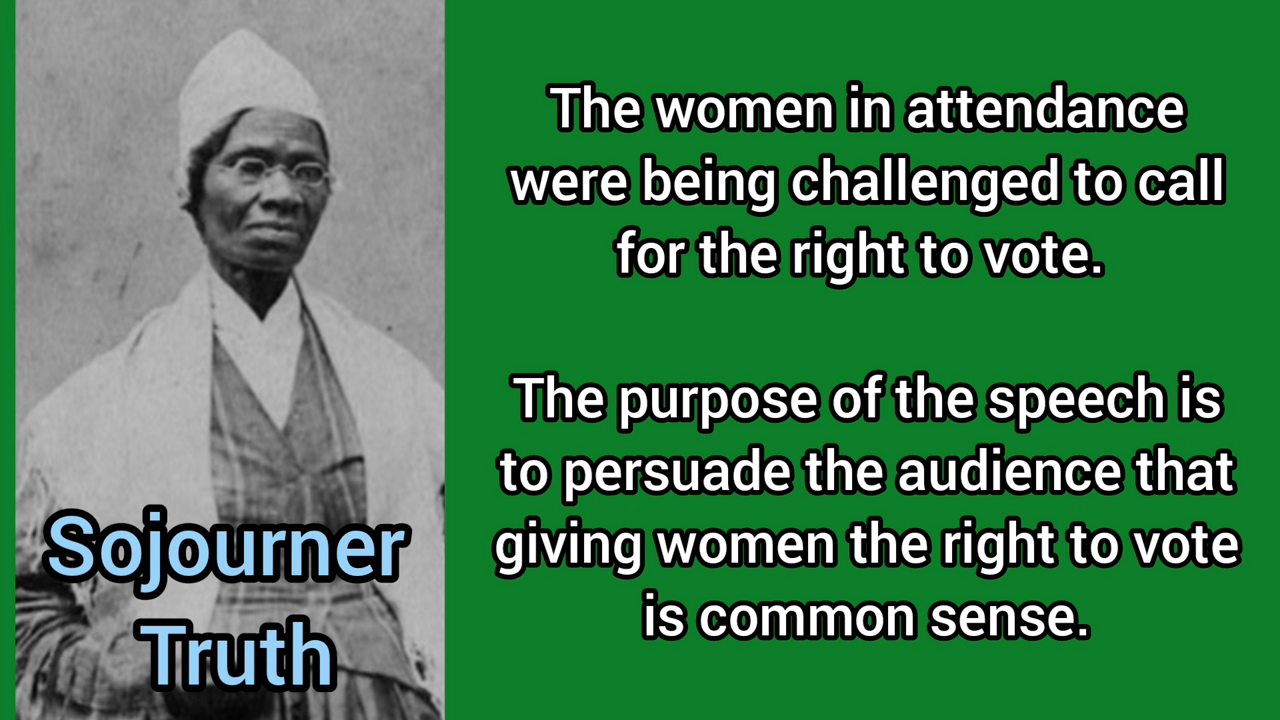 Sojourner
Truth
The women in attendance
were being challenged to call
for the right to vote.
The purpose of the speech is
to persuade the audience that
giving women the right to vote
is common sense.